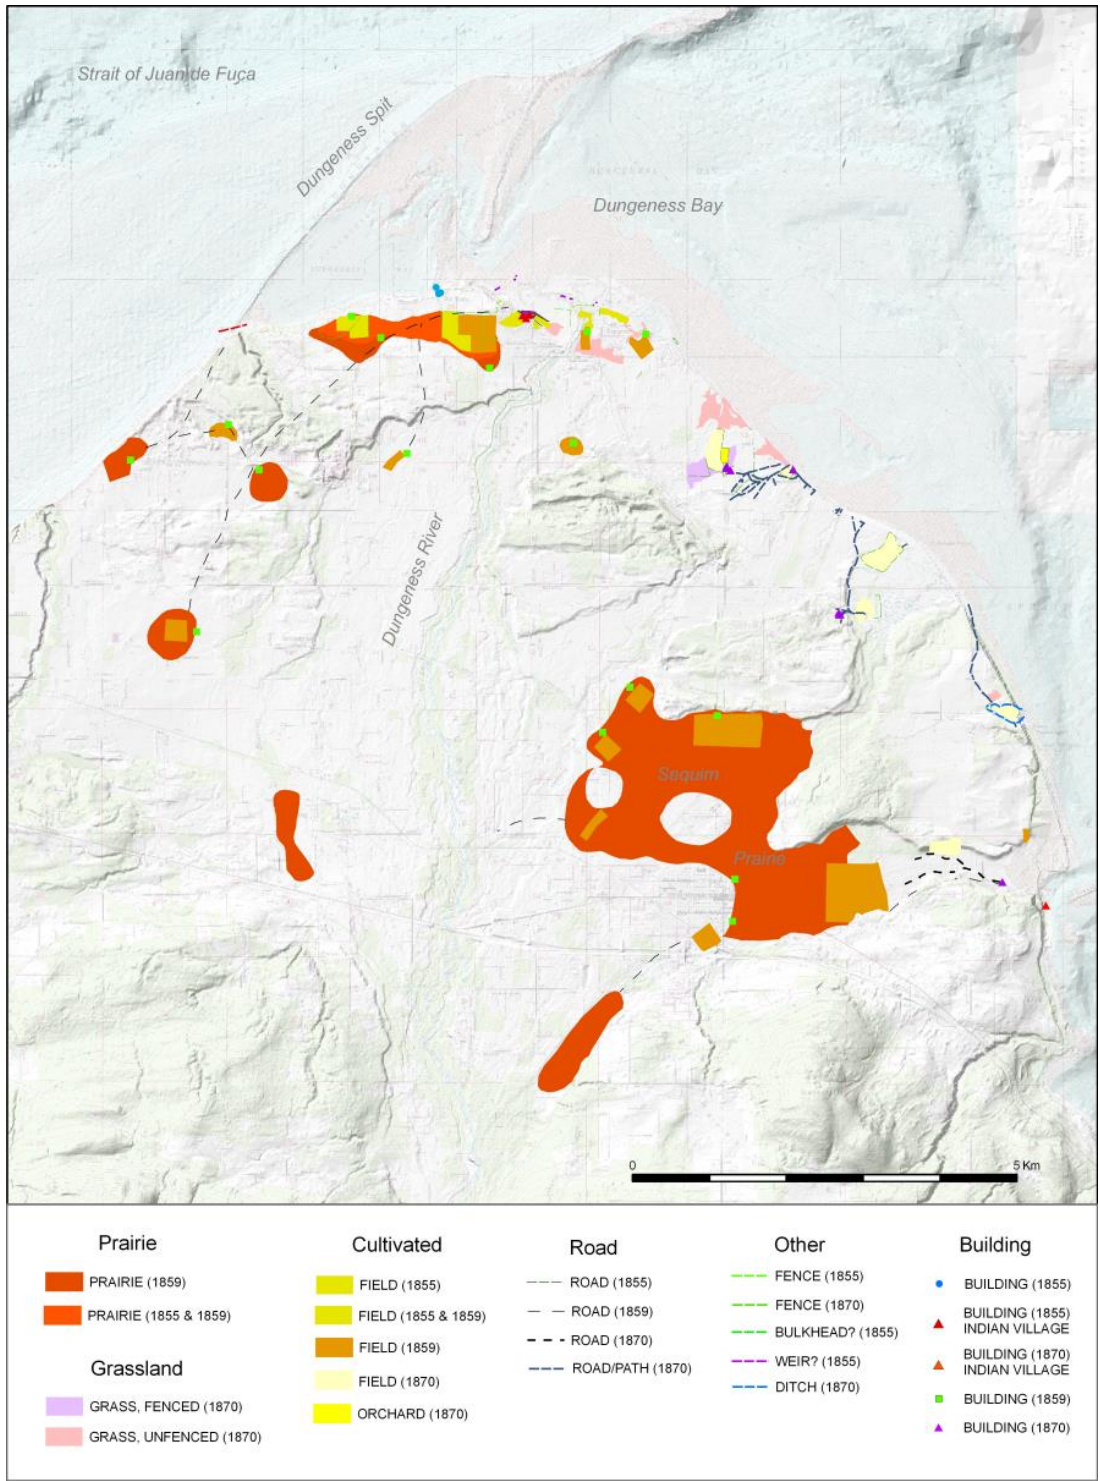 Strait of Juan de Fuca
Dungeness Spit
Dungeness Bay
Dungeness River
Sequim
Prairie
0 5 Km
Prairie
PRAIRIE (1859)
PRAIRIE (1855 & 1859)
Grassland
GRASS, FENCED (1870)
GRASS, UNFENCED (1870)
Cultivated
FIELD (1855)
FIELD (1855 & 1859)
FIELD (1859)
FIELD (1870)
ORCHARD (1870)
Road
ROAD (1855)
ROAD (1859)
ROAD (1870)
ROAD/PATH (1870)
Other
FENCE (1855)
FENCE (1870)
BULKHEAD? (1855)
WEIR? (1855)
DITCH (1870)
Building
BUILDING (1855)
BUILDING (1855)
INDIAN VILLAGE
BUILDING (1870)
INDIAN VILLAGE
BUILDING (1859)
BUILDING (1870)